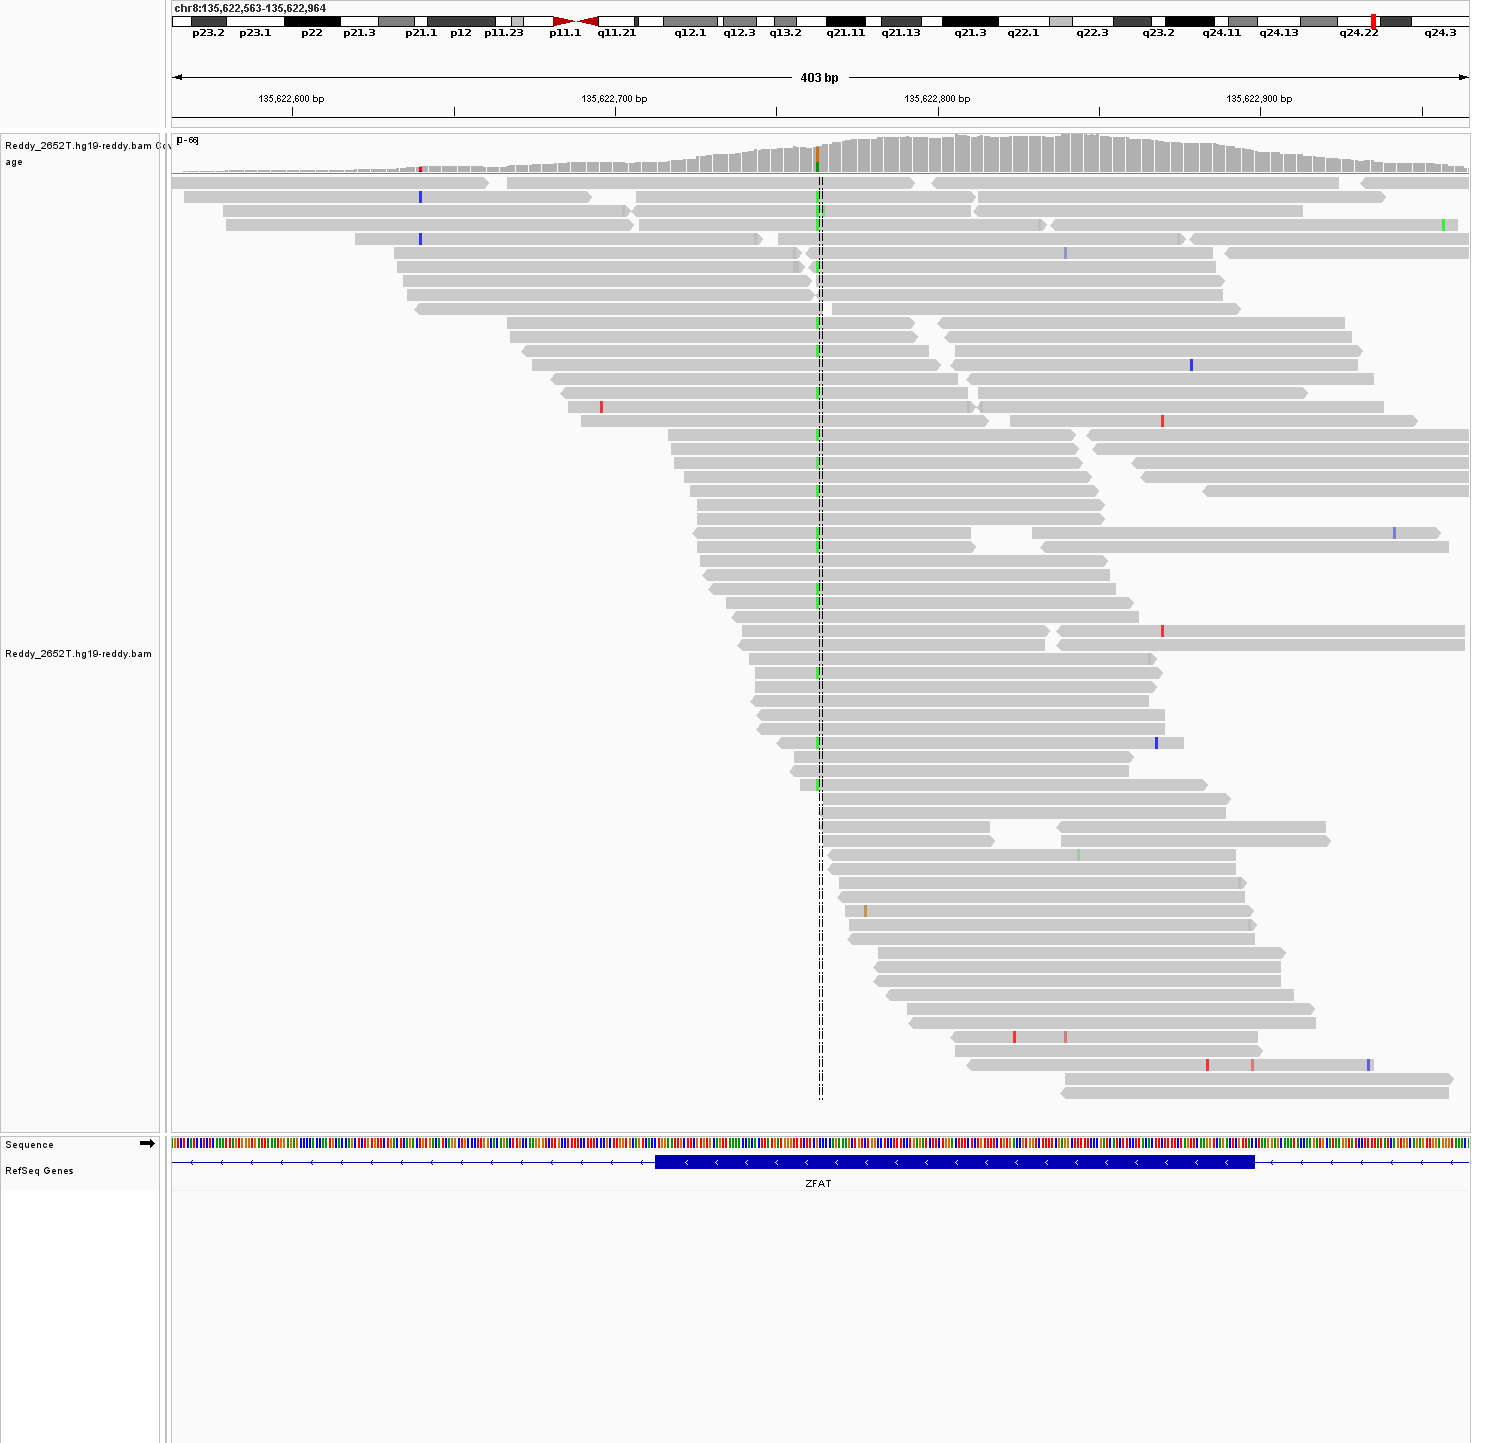 chr8:135,622,563-135,622,964
p23.2 p23.1 p22 p21.3 p21.1 p12 p11.23 p11.1 q11.21 q12.1 q12.3 q13.2 q21.11 q21.13 q21.3 q22.1 q22.3 q23.2 q24.11 q24.13 q24.22 q24.3
403 bp
135,622,600 bp 135,622,700 bp 135,622,800 bp 135,622,900 bp
[0-66]
Reddy_2652T.hg19-reddy.bam Cov
age
Reddy_2652T.hg19-reddy.bam
Sequence
RefSeq Genes
ZFAT